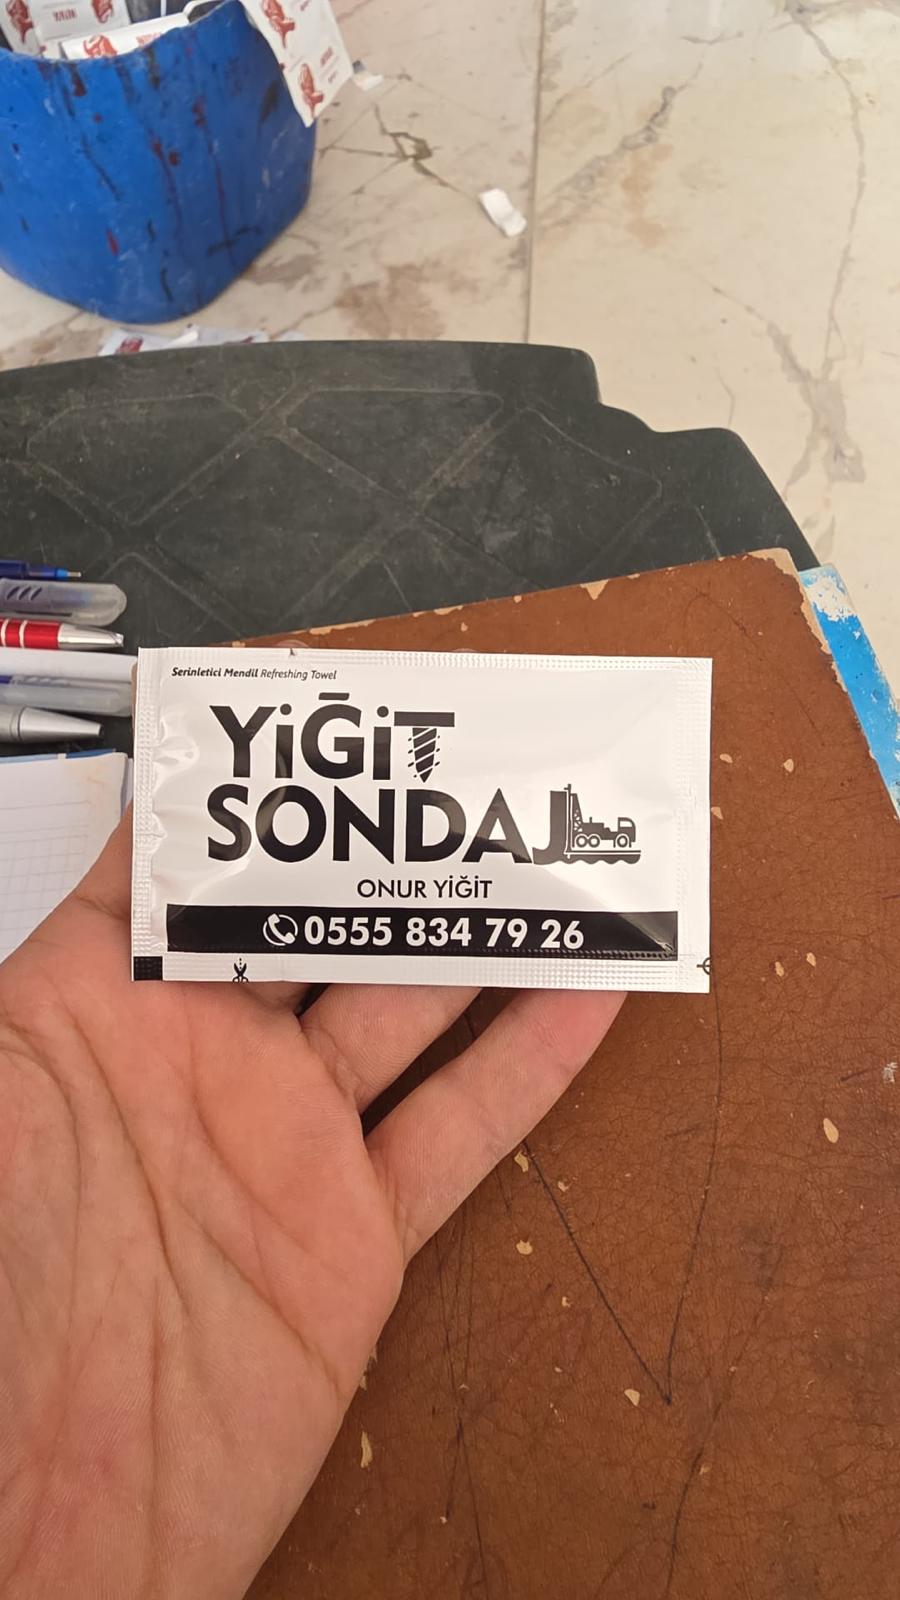 Serinletici Mendil Refreshing Towel
YİĞİT
SONDAJ
ONUR YİĞİT
0555 834 79 26